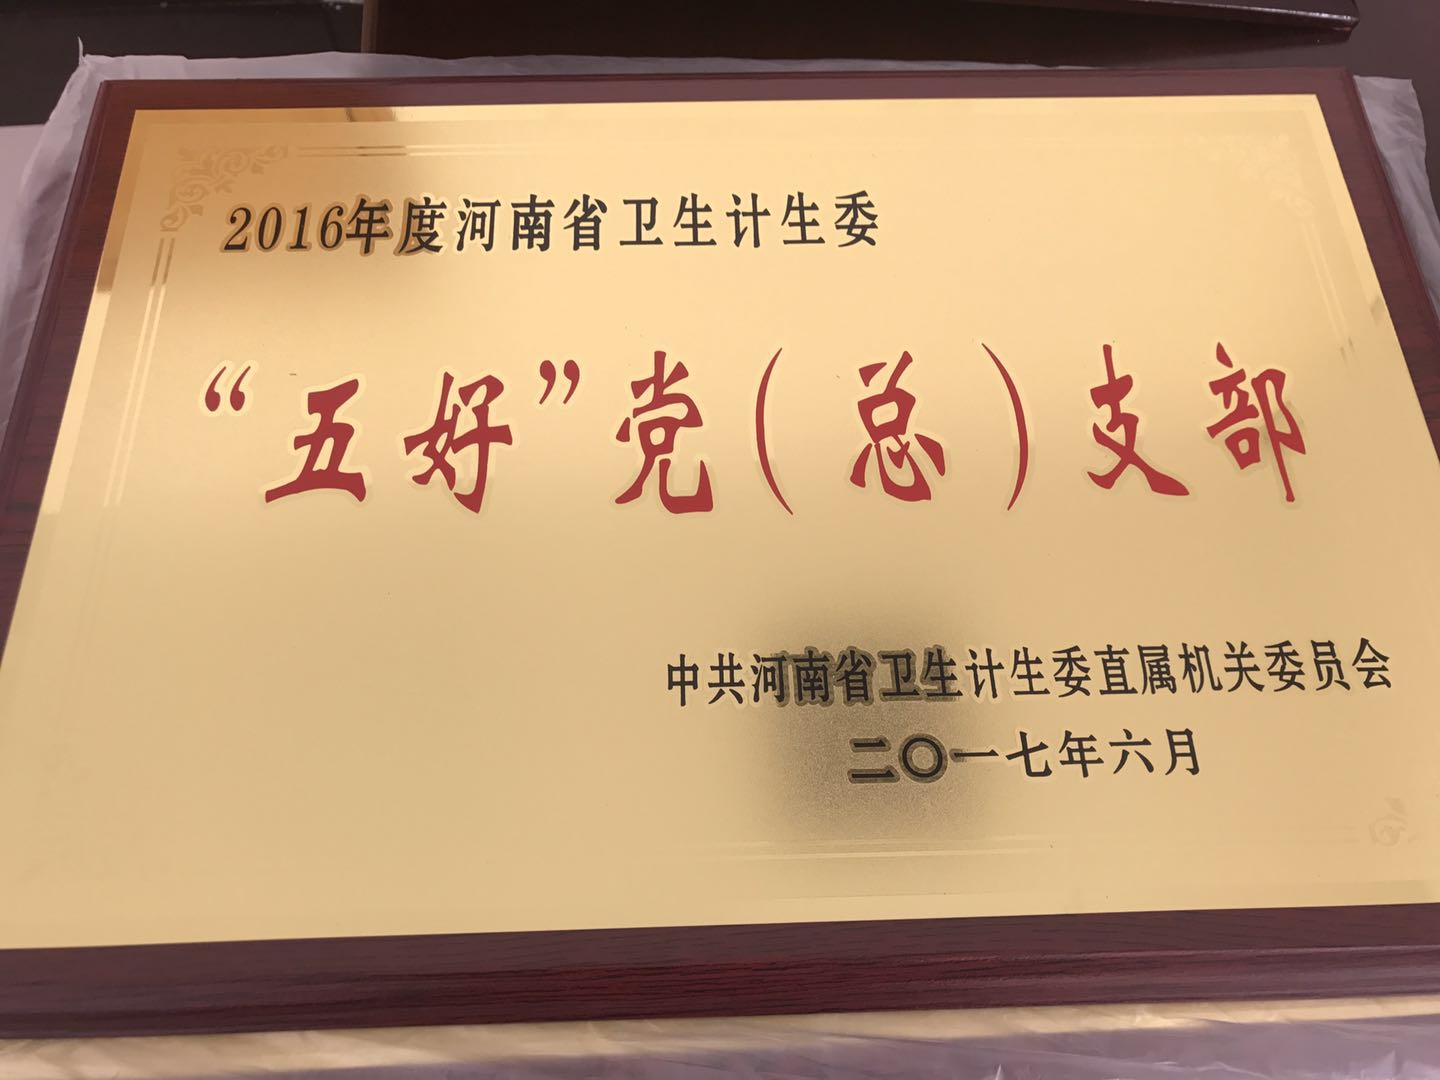 2016年度河南省卫生计生委
“五好”党(总)支部
中共河南省卫生计生委直属机关委员会
二〇一七年六月